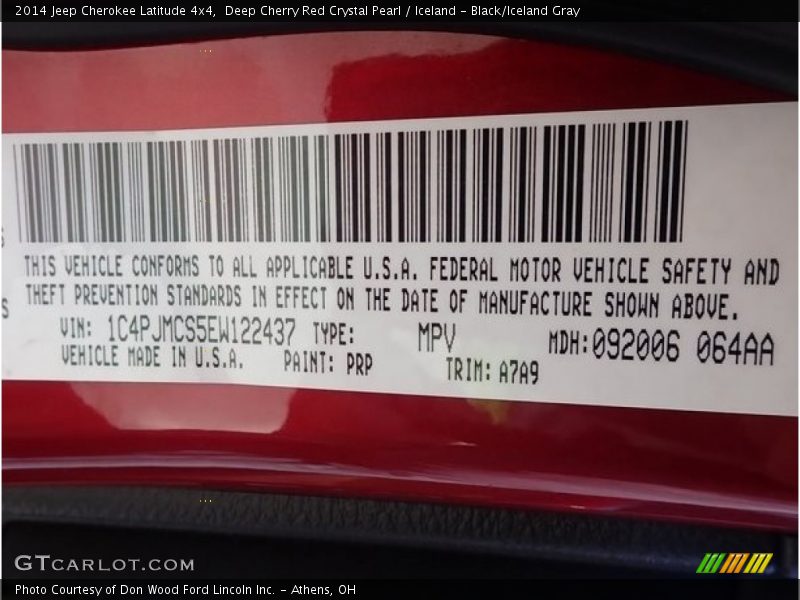 2014 Jeep Cherokee Latitude 4x4,  Deep Cherry Red Crystal Pearl / Iceland - Black/Iceland Gray
THIS VEHICLE CONFORMS TO ALL APPLICABLE U.S.A. FEDERAL MOTOR VEHICLE SAFETY AND
THEFT PREVENTION STANDARDS IN EFFECT ON THE DATE OF MANUFACTURE SHOWN ABOVE.
VIN: 1C4PJMCS5EW122437 TYPE: MPV MDH:092006 064AA
VEHICLE MADE IN U.S.A. PAINT: PRP TRIM: A7A9
GTCARLOT.COM
Photo Courtesy of Don Wood Ford Lincoln Inc. - Athens, OH